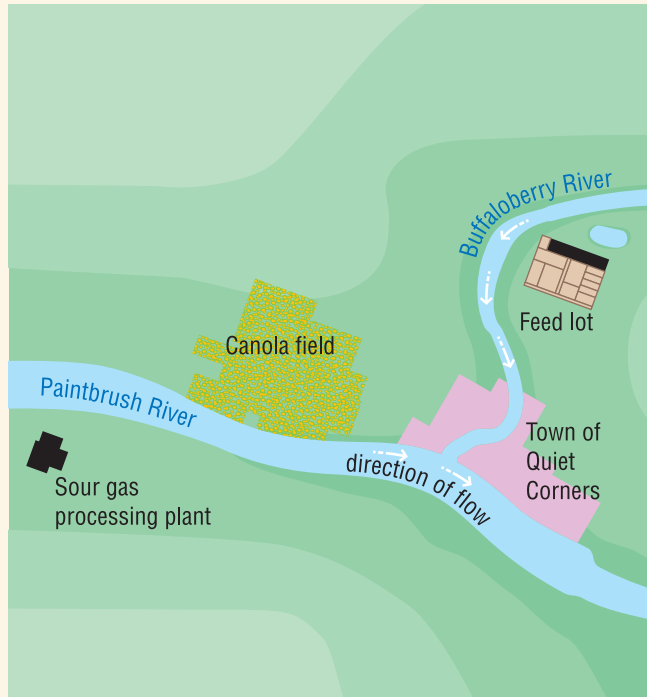 Buffaloberry River
Feed lot
Canola field
Paintbrush River
Town of
Quiet
Corners
direction of flow
Sour gas
processing plant